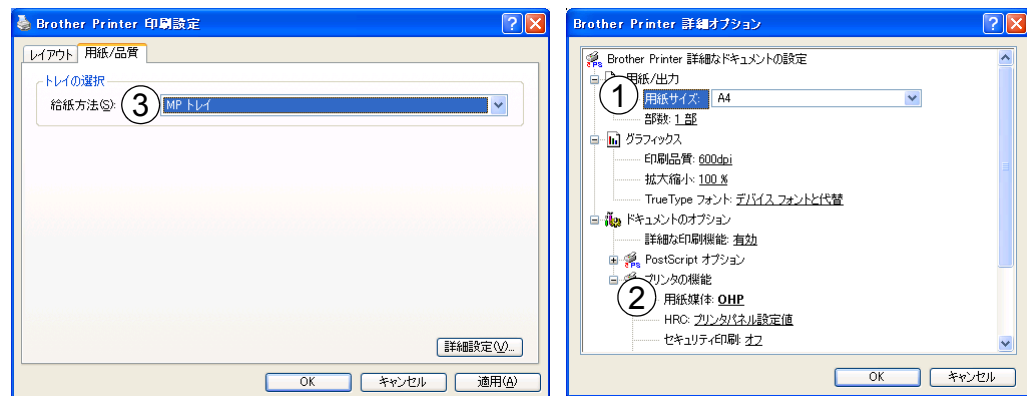 Brother Printer 印刷設定
レイアウト 用紙/品質
トレイの選択
給紙方法(S): ③ MP トレイ
詳細設定(V)...
OK キャンセル 適用(A)
Brother Printer 詳細オプション
Brother Printer 詳細なドキュメントの設定
用紙/出力
① 用紙サイズ: A4
部数: 1 部
グラフィックス
印刷品質: 600dpi
拡大縮小: 100 %
TrueType フォント: デバイス フォントと代替
ドキュメントのオプション
詳細な印刷機能: 有効
PostScript オプション
プリンタの機能
② 用紙媒体: OHP
HRC: プリンタパネル設定値
セキュリティ印刷: オフ
OK キャンセル